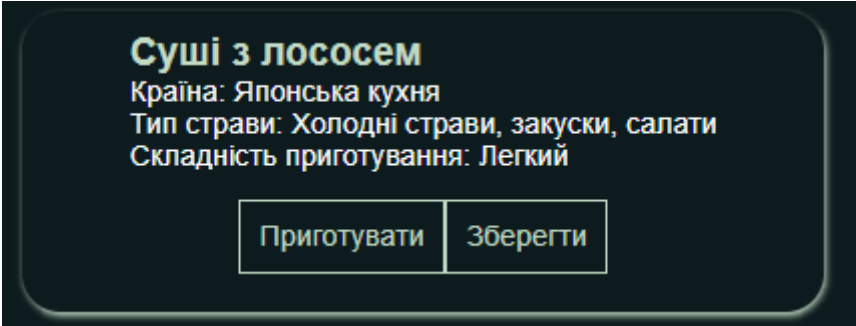 Суші з лососем
Країна: Японська кухня
Тип страви: Холодні страви, закуски, салати
Складність приготування: Легкий
Приготувати
Зберегти